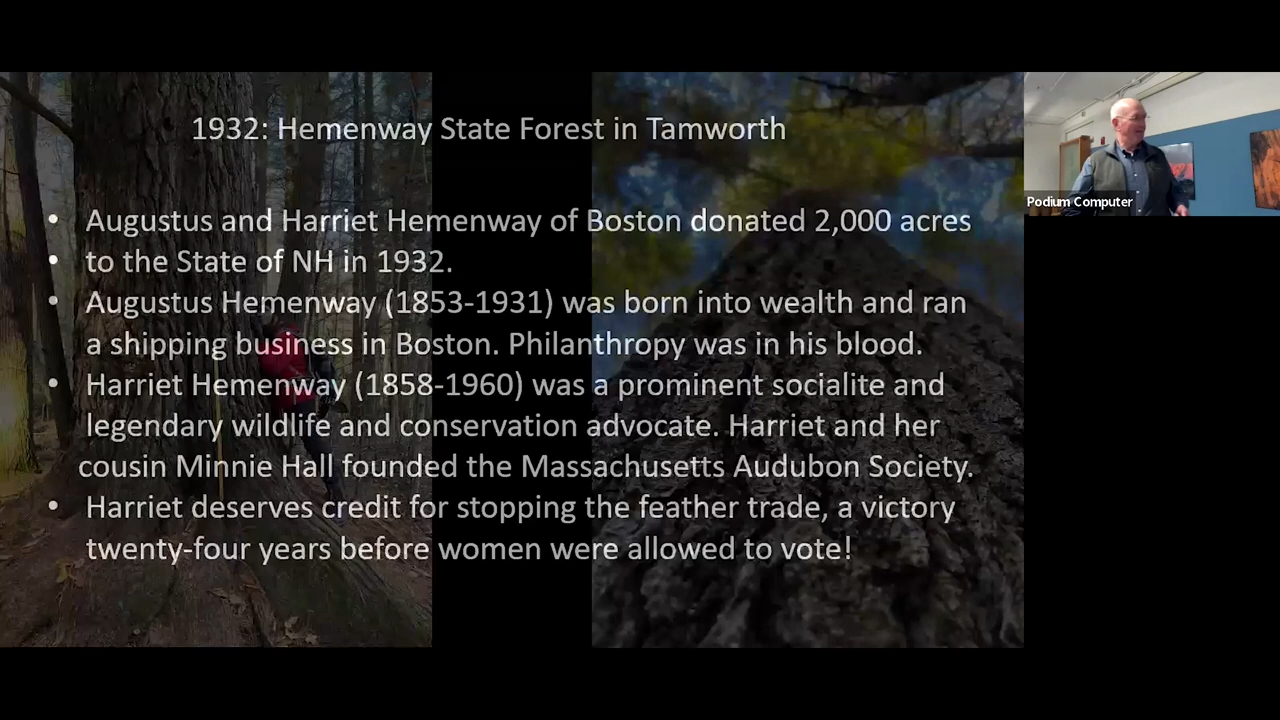 1932: Hemenway State Forest in Tamworth
• Augustus and Harriet Hemenway of Boston donated 2,000 acres
• to the State of NH in 1932.
• Augustus Hemenway (1853-1931) was born into wealth and ran
a shipping business in Boston. Philanthropy was in his blood.
• Harriet Hemenway (1858-1960) was a prominent socialite and
legendary wildlife and conservation advocate. Harriet and her
cousin Minnie Hall founded the Massachusetts Audubon Society.
• Harriet deserves credit for stopping the feather trade, a victory
twenty-four years before women were allowed to vote!
Podium Computer